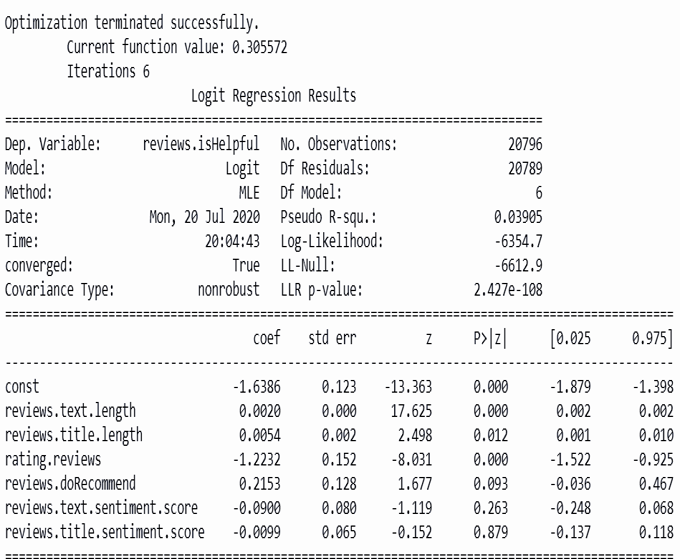 Optimization terminated successfully.
         Current function value: 0.305572
         Iterations 6
                           Logit Regression Results
==============================================================================
Dep. Variable:      reviews.isHelpful   No. Observations:                20796
Model:                          Logit   Df Residuals:                    20789
Method:                           MLE   Df Model:                            6
Date:                Mon, 20 Jul 2020   Pseudo R-squ.:                 0.03905
Time:                        20:04:43   Log-Likelihood:                -6354.7
converged:                       True   LL-Null:                       -6612.9
Covariance Type:            nonrobust   LLR p-value:                2.427e-108
=================================================================================================
                                    coef    std err          z      P>|z|      [0.025      0.975]
-------------------------------------------------------------------------------------------------
const                            -1.6386      0.123    -13.363      0.000      -1.879      -1.398
reviews.text.length               0.0020      0.000     17.625      0.000       0.002       0.002
reviews.title.length              0.0054      0.002      2.498      0.012       0.001       0.010
rating.reviews                   -1.2232      0.152     -8.031      0.000      -1.522      -0.925
reviews.doRecommend               0.2153      0.128      1.677      0.093      -0.036       0.467
reviews.text.sentiment.score     -0.0900      0.080     -1.119      0.263      -0.248       0.068
reviews.title.sentiment.score    -0.0099      0.065     -0.152      0.879      -0.137       0.118
=================================================================================================